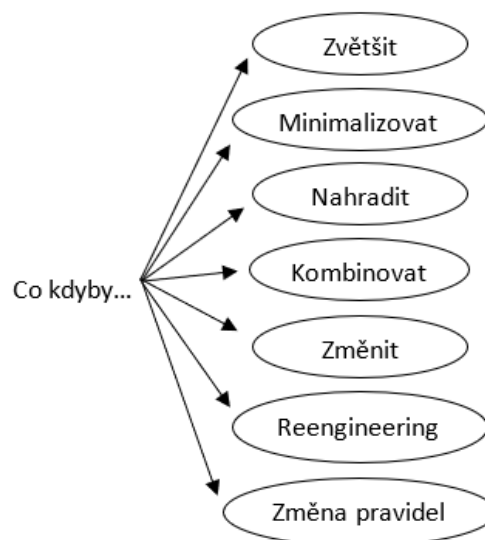 Zvětšit
Minimalizovat
Nahradit
Co kdyby...
Kombinovat
Změnit
Reengineering
Změna pravidel